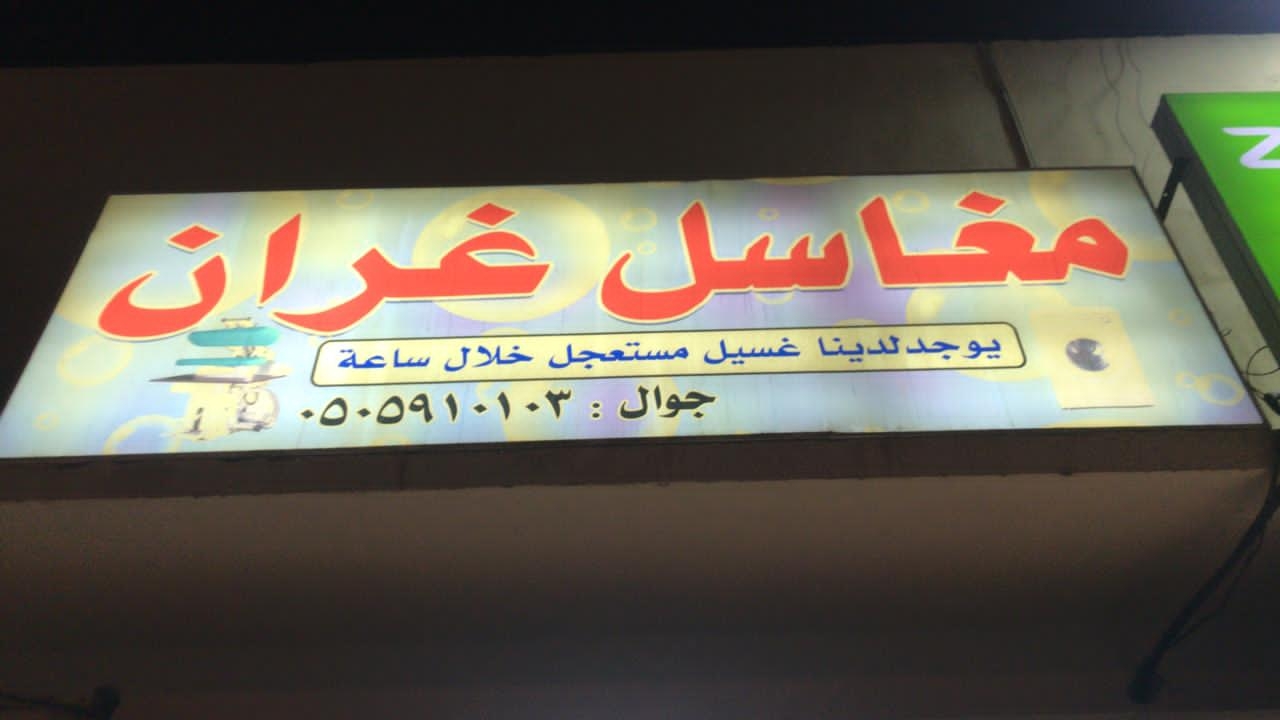 مغاسل غران
يوجدلدينا غسيل مستعجل خلال ساعة
جوال : ٠٥٠٥٩١٠١٠٣